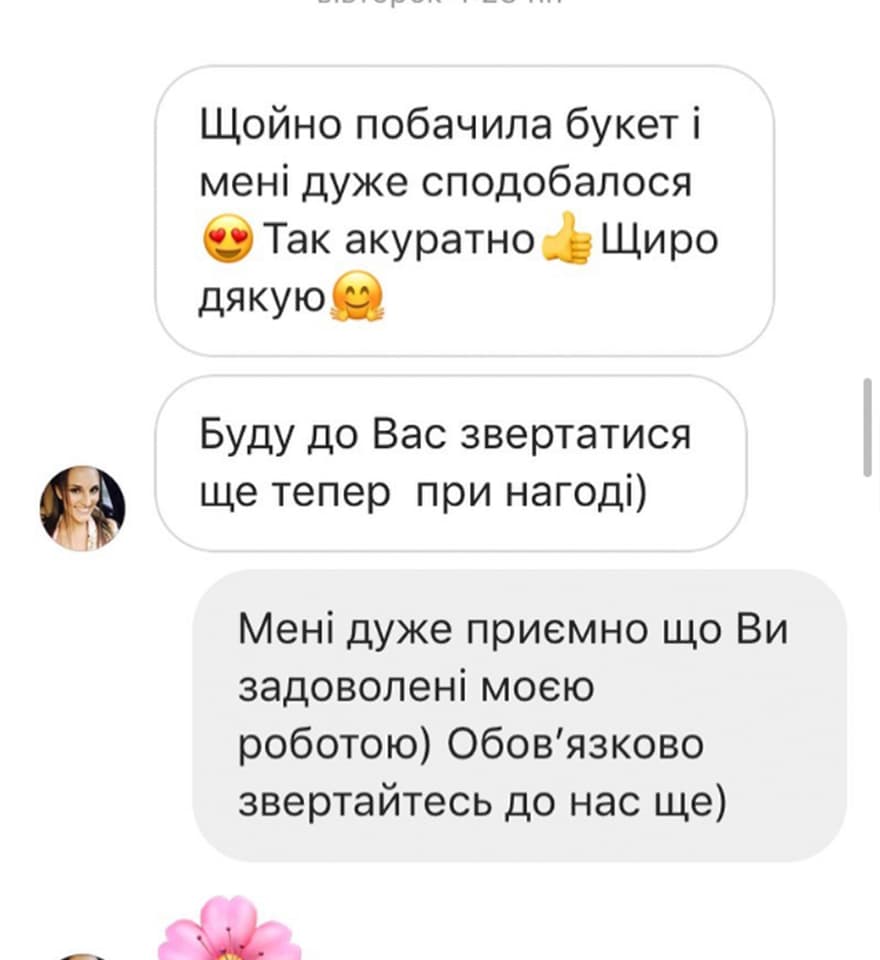 Щойно побачила букет і
мені дуже сподобалося
😍Так акуратно👍Щиро
дякую🤗
Буду до Вас звертатися
ще тепер  при нагоді)
Мені дуже приємно що Ви
задоволені моєю
роботою) Обов’язково
звертайтесь до нас ще)